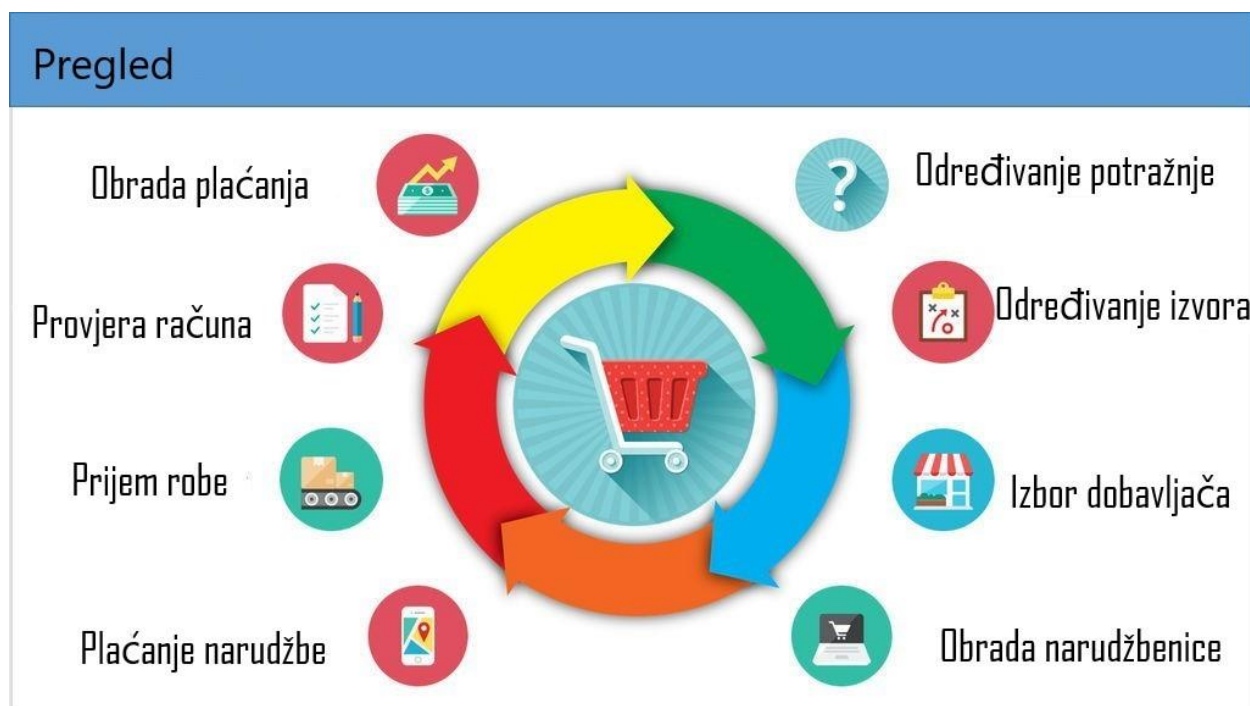 Pregled
Obrada plaćanja
Određivanje potražnje
Provjera računa
Određivanje izvora
Prijem robe
Izbor dobavljača
Plaćanje narudžbe
Obrada narudžbenice